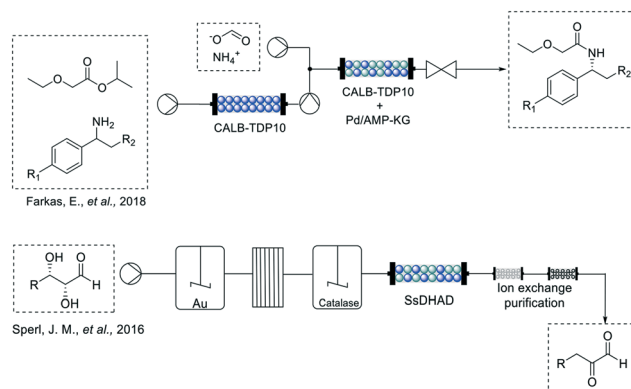 O
⁻O
O
NH₄⁺
O
O
O
NH₂
R₂
R₁
CALB-TDP10
CALB-TDP10
+
Pd/AMP-KG
O
O
HN
R₂
R₁
Farkas, E., et al., 2018
OH
O
R
H
OH
Au
Catalase
SsDHAD
Ion exchange
purification
Sperl, J. M., et al., 2016
O
R
H
O